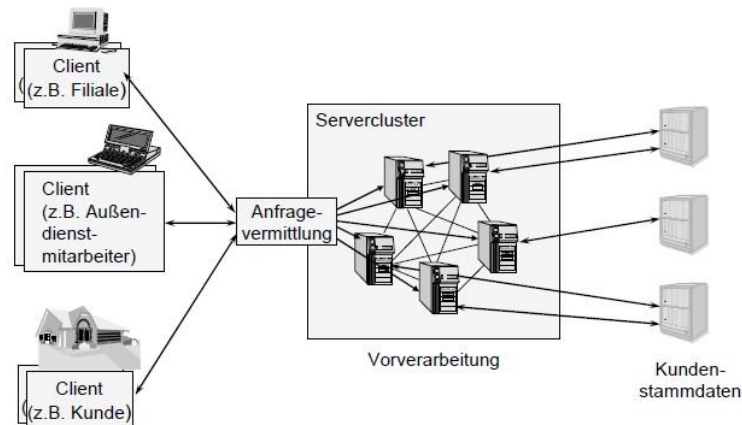 Client
(z.B. Filiale)
Client
(z.B. Außen-
dienst-
mitarbeiter)
Client
(z.B. Kunde)
Anfrage-
vermittlung
Servercluster
Vorverarbeitung
Kunden-
stammdaten